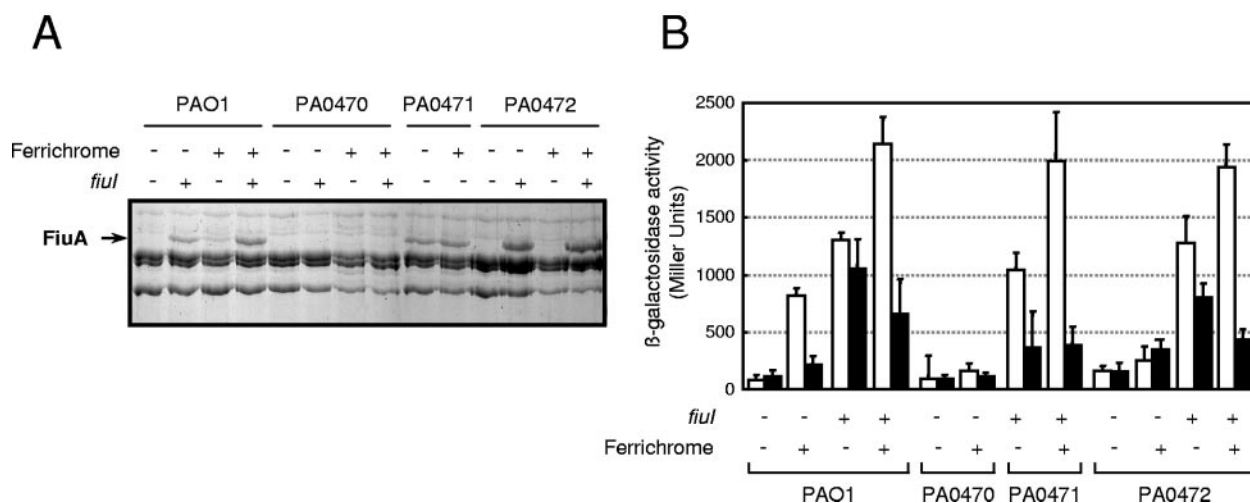 A
PAO1 PA0470 PA0471 PA0472
Ferrichrome - - + + - - + + - + - - + +
fiuI - + - + - + - + - - - + - +
FiuA
B
ß-galactosidase activity
(Miller Units)
2500
2000
1500
1000
500
0
fiuI - - + + - - + + - - + +
Ferrichrome - + - + - + - + - + - +
PAO1 PA0470 PA0471 PA0472